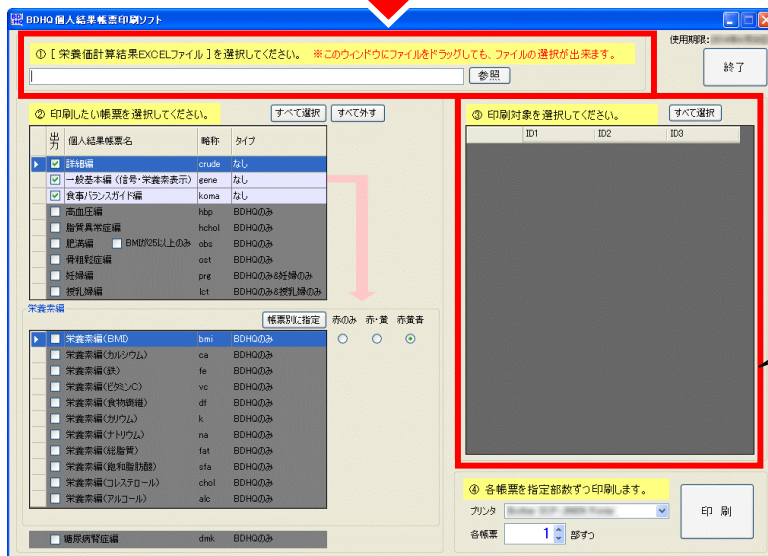 BDHQ個人結果帳票印刷ソフト
使用期限:
① [ 栄養価計算結果EXCELファイル ] を選択してください。 ※このウィンドウにファイルをドラッグしても、ファイルの選択が出来ます。
参照
終了
② 印刷したい帳票を選択してください。
すべて選択
すべて外す
出力 個人結果帳票名 略称 タイプ
詳細編 crude なし
一般基本編 (信号・栄養素表示) gene なし
食事バランスガイド編 koma なし
高血圧編 hbp BDHQのみ
脂質異常症編 hchol BDHQのみ
肥満編 BMIが25以上のみ obs BDHQのみ
骨粗鬆症編 ost BDHQのみ
妊婦編 prg BDHQのみ&妊婦のみ
授乳婦編 lct BDHQのみ&授乳婦のみ
栄養素編
帳票別に指定 赤のみ 赤・黄 赤黄青
栄養素編(BMI) bmi BDHQのみ
栄養素編(カルシウム) ca BDHQのみ
栄養素編(鉄) fe BDHQのみ
栄養素編(ビタミンC) vc BDHQのみ
栄養素編(食物繊維) df BDHQのみ
栄養素編(カリウム) k BDHQのみ
栄養素編(ナトリウム) na BDHQのみ
栄養素編(総脂質) fat BDHQのみ
栄養素編(飽和脂肪酸) sfa BDHQのみ
栄養素編(コレステロール) chol BDHQのみ
栄養素編(アルコール) alc BDHQのみ
糖尿病腎症編 dmk BDHQのみ
③ 印刷対象を選択してください。
すべて選択
ID1 ID2 ID3
④ 各帳票を指定部数ずつ印刷します。
プリンタ
各帳票 1 部ずつ
印 刷